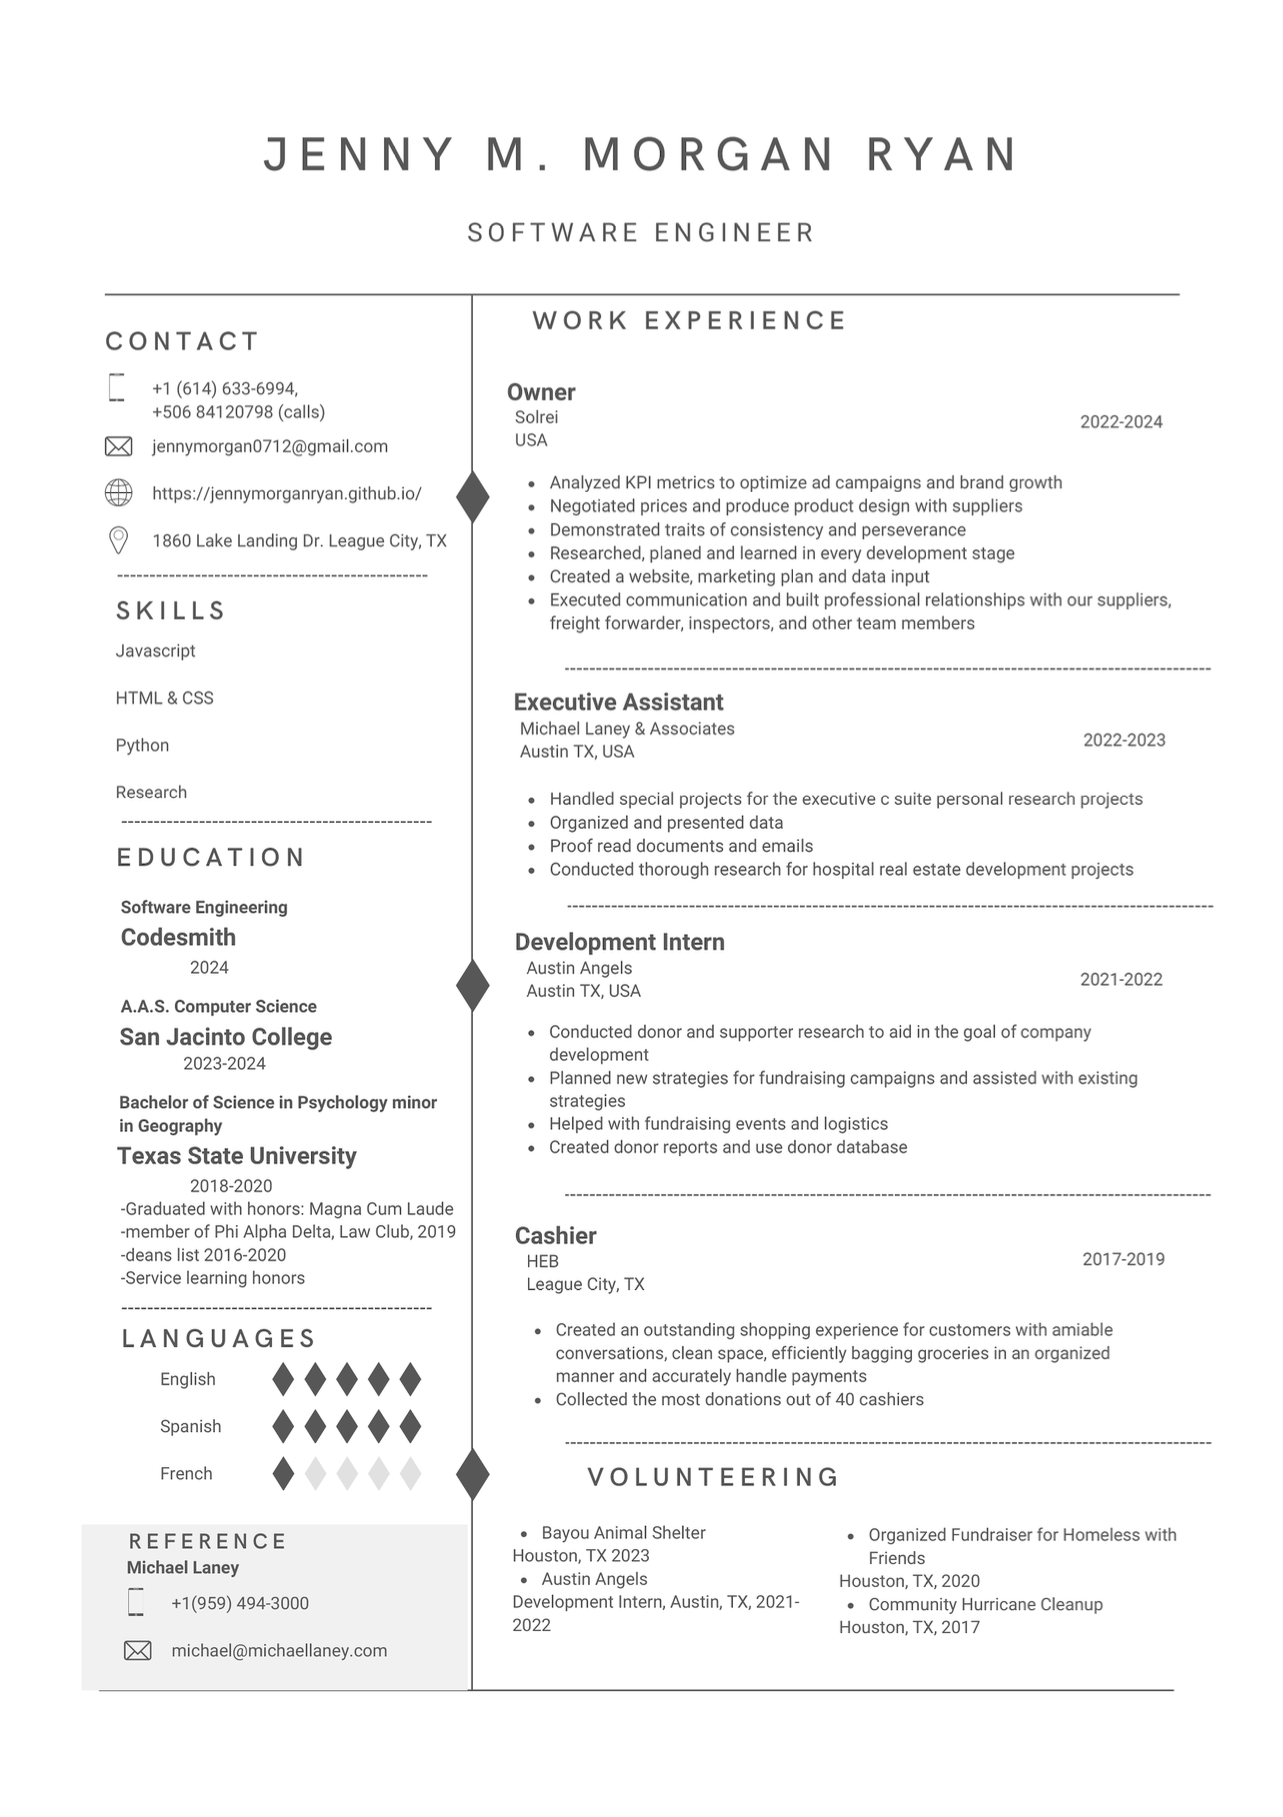 JENNY M. MORGAN RYAN
SOFTWARE ENGINEER
CONTACT
+1 (614) 633-6994,
+506 84120798 (calls)
jennymorgan0712@gmail.com
https://jennymorganryan.github.io/
1860 Lake Landing Dr. League City, TX
------------------------------------------------
SKILLS
Javascript
HTML & CSS
Python
Research
------------------------------------------------
EDUCATION
Software Engineering
Codesmith
2024
A.A.S. Computer Science
San Jacinto College
2023-2024
Bachelor of Science in Psychology minor
in Geography
Texas State University
2018-2020
-Graduated with honors: Magna Cum Laude
-member of Phi Alpha Delta, Law Club, 2019
-deans list 2016-2020
-Service learning honors
------------------------------------------------
LANGUAGES
English
Spanish
French
REFERENCE
Michael Laney
+1(959) 494-3000
michael@michaellaney.com
WORK EXPERIENCE
Owner
Solrei
USA
2022-2024
• Analyzed KPI metrics to optimize ad campaigns and brand growth
• Negotiated prices and produce product design with suppliers
• Demonstrated traits of consistency and perseverance
• Researched, planed and learned in every development stage
• Created a website, marketing plan and data input
• Executed communication and built professional relationships with our suppliers,
freight forwarder, inspectors, and other team members
----------------------------------------------------------------------------------------------------
Executive Assistant
Michael Laney & Associates
Austin TX, USA
2022-2023
• Handled special projects for the executive c suite personal research projects
• Organized and presented data
• Proof read documents and emails
• Conducted thorough research for hospital real estate development projects
----------------------------------------------------------------------------------------------------
Development Intern
Austin Angels
Austin TX, USA
2021-2022
• Conducted donor and supporter research to aid in the goal of company
development
• Planned new strategies for fundraising campaigns and assisted with existing
strategies
• Helped with fundraising events and logistics
• Created donor reports and use donor database
----------------------------------------------------------------------------------------------------
Cashier
HEB
League City, TX
2017-2019
• Created an outstanding shopping experience for customers with amiable
conversations, clean space, efficiently bagging groceries in an organized
manner and accurately handle payments
• Collected the most donations out of 40 cashiers
----------------------------------------------------------------------------------------------------
VOLUNTEERING
• Bayou Animal Shelter
Houston, TX 2023
• Austin Angels
Development Intern, Austin, TX, 2021-
2022
• Organized Fundraiser for Homeless with
Friends
Houston, TX, 2020
• Community Hurricane Cleanup
Houston, TX, 2017